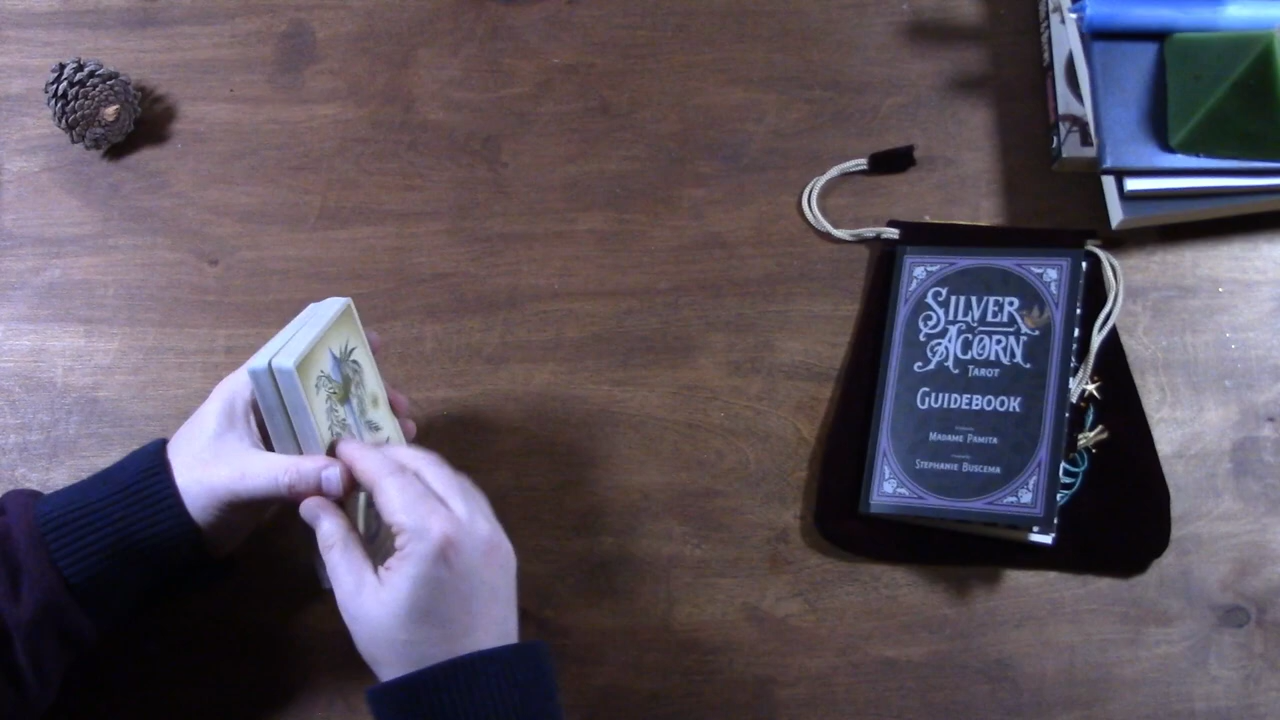 SILVER
ACORN
TAROT
GUIDEBOOK
MADAME PAMITA
STEPHANIE BUSCEMA